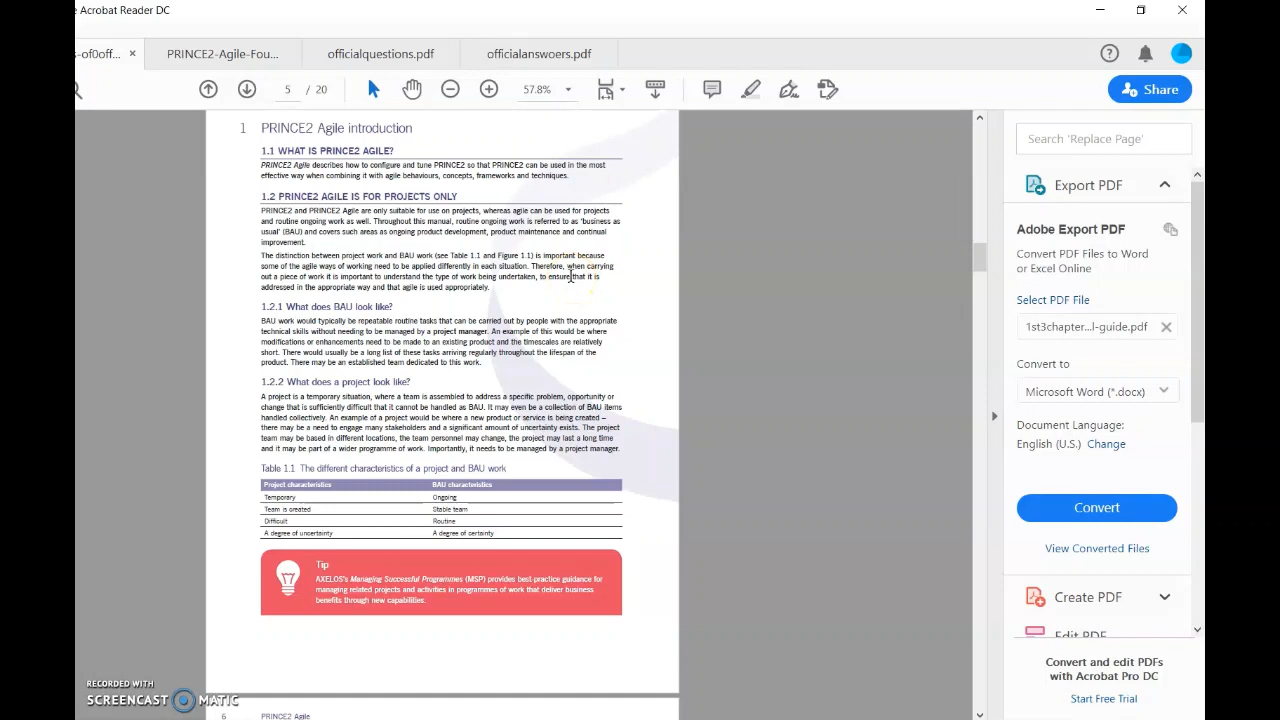 e Acrobat Reader DC
s-of0off... × PRINCE2-Agile-Fou... officialquestions.pdf officialanswoers.pdf
5 / 20 57.8% Share
1 PRINCE2 Agile introduction
1.1 WHAT IS PRINCE2 AGILE?
PRINCE2 Agile describes how to configure and tune PRINCE2 so that PRINCE2 can be used in the most
effective way when combining it with agile behaviours, concepts, frameworks and techniques.
1.2 PRINCE2 AGILE IS FOR PROJECTS ONLY
PRINCE2 and PRINCE2 Agile are only suitable for use on projects, whereas agile can be used for projects
and routine ongoing work as well. Throughout this manual, routine ongoing work is referred to as 'business as
usual' (BAU) and covers such areas as ongoing product development, product maintenance and continual
improvement.
The distinction between project work and BAU work (see Table 1.1 and Figure 1.1) is important because
some of the agile ways of working need to be applied differently in each situation. Therefore, when carrying
out a piece of work it is important to understand the type of work being undertaken, to ensure that it is
addressed in the appropriate way and that agile is used appropriately.
1.2.1 What does BAU look like?
BAU work would typically be repeatable routine tasks that can be carried out by people with the appropriate
technical skills without needing to be managed by a project manager. An example of this would be where
modifications or enhancements need to be made to an existing product and the timescales are relatively
short. There would usually be a long list of these tasks arriving regularly throughout the lifespan of the
product. There may be an established team dedicated to this work.
1.2.2 What does a project look like?
A project is a temporary situation, where a team is assembled to address a specific problem, opportunity or
change that is sufficiently difficult that it cannot be handled as BAU. It may even be a collection of BAU items
handled collectively. An example of a project would be where a new product or service is being created –
there may be a need to engage many stakeholders and a significant amount of uncertainty exists. The project
team may be based in different locations, the team personnel may change, the project may last a long time
and it may be part of a wider programme of work. Importantly, it needs to be managed by a project manager.
Table 1.1 The different characteristics of a project and BAU work
Project characteristics BAU characteristics
Temporary Ongoing
Team is created Stable team
Difficult Routine
A degree of uncertainty A degree of certainty
Tip
AXELOS's Managing Successful Programmes (MSP) provides best-practice guidance for
managing related projects and activities in programmes of work that deliver business
benefits through new capabilities.
6 PRINCE2 Agile
Search 'Replace Page'
Export PDF
Adobe Export PDF
Convert PDF Files to Word
or Excel Online
Select PDF File
1st3chapter...l-guide.pdf ×
Convert to
Microsoft Word (*.docx)
Document Language:
English (U.S.) Change
Convert
View Converted Files
Create PDF
Edit PDF
Convert and edit PDFs
with Acrobat Pro DC
Start Free Trial
RECORDED WITH
SCREENCAST MATIC